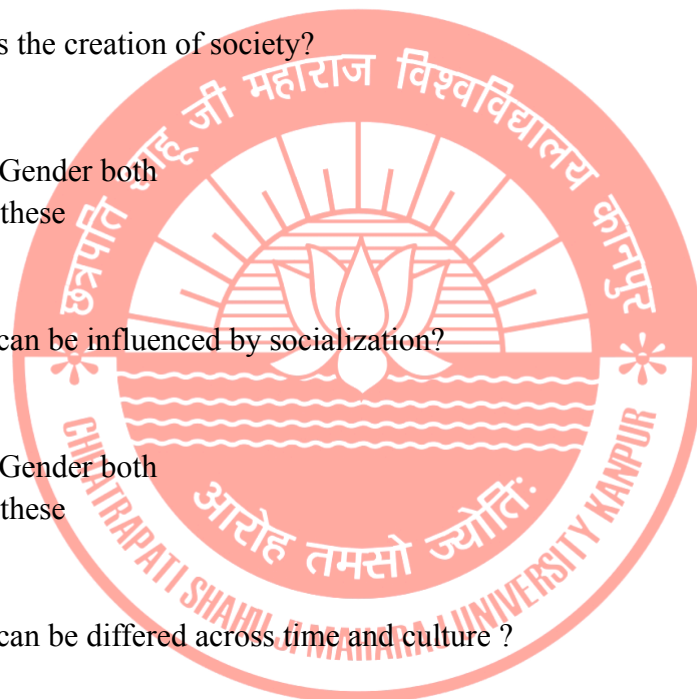 s the creation of society?
छत्रपति शाहू जी महाराज विश्वविद्यालय कानपुर
Gender both
these
can be influenced by socialization?
Gender both
these
आरोह तमसो ज्योतिः
CHHATRAPATI SHAHU JI MAHARAJ UNIVERSITY KANPUR
can be differed across time and culture ?